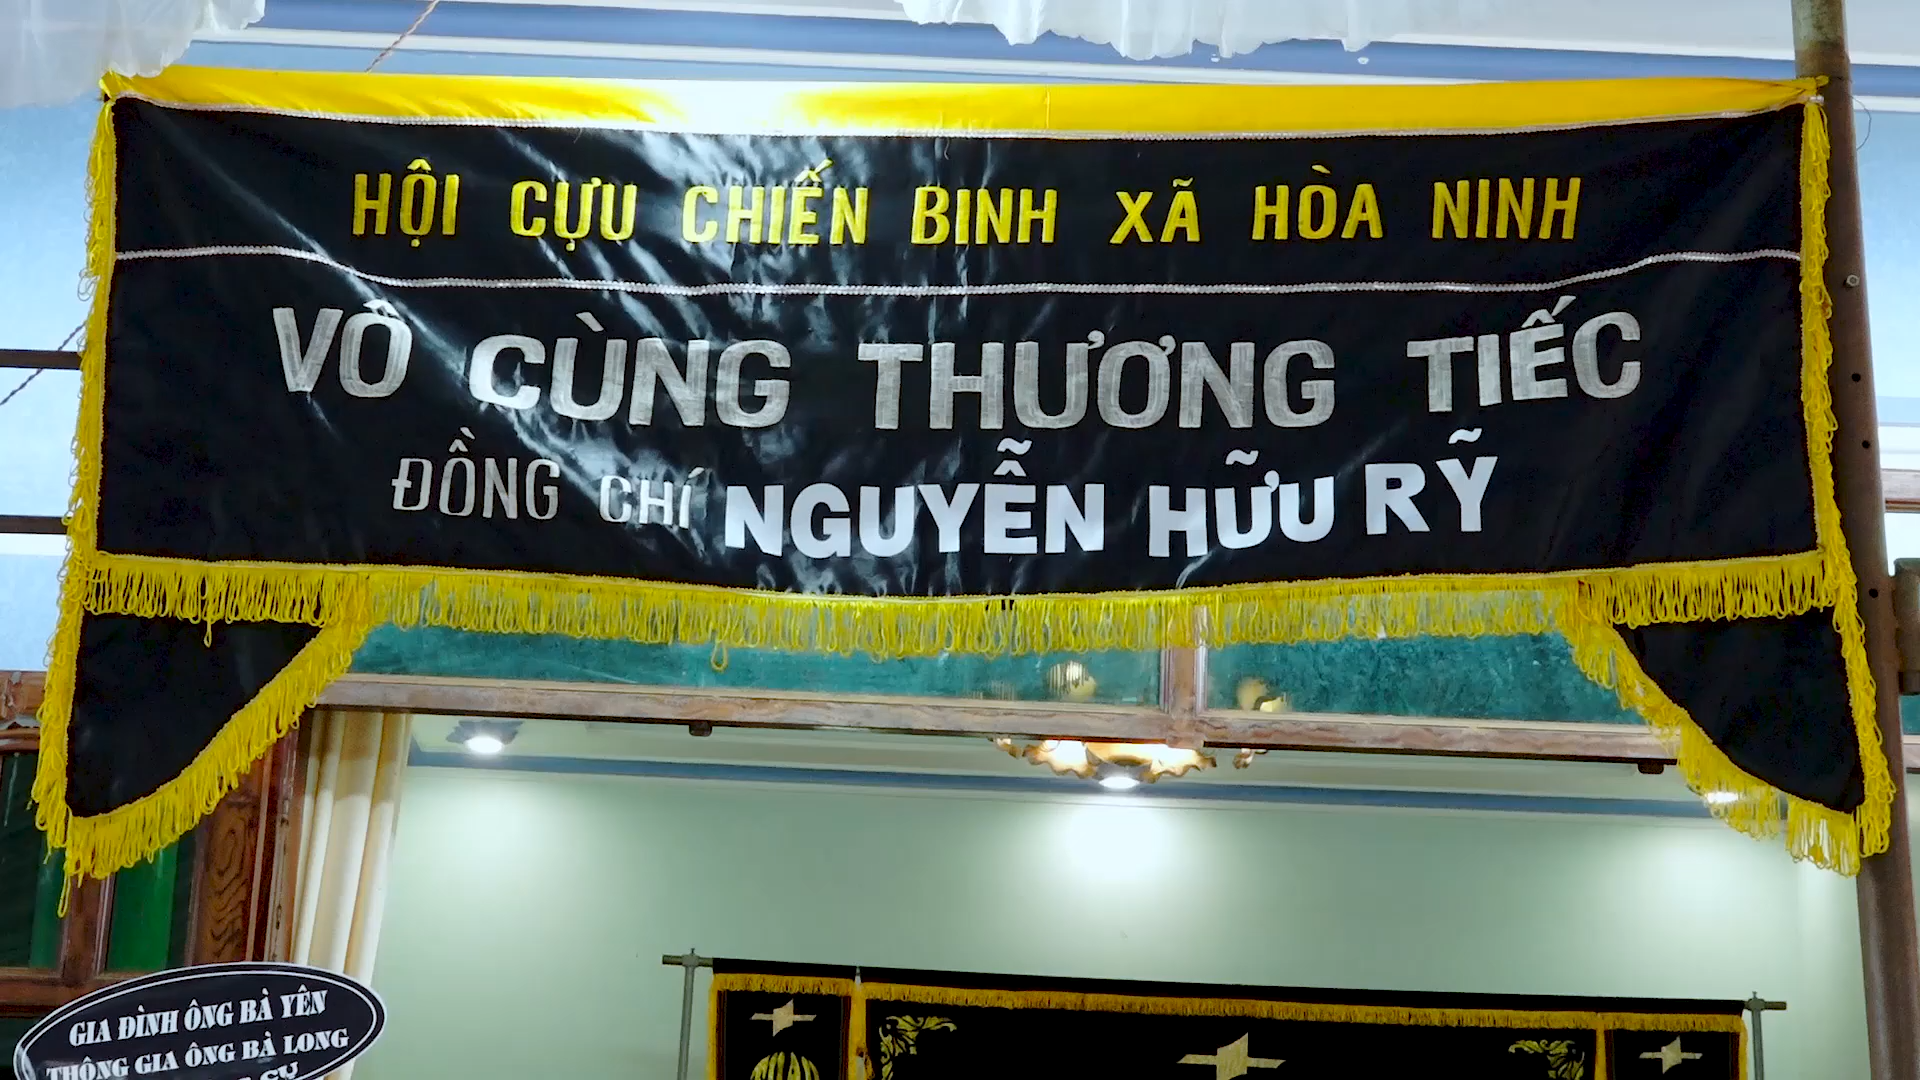 HỘI CỰU CHIẾN BINH XÃ HÒA NINH
VÔ CÙNG THƯƠNG TIẾC
ĐỒNG CHÍ NGUYỄN HỮU RỸ
GIA ĐÌNH ÔNG BÀ YÊN
THÔNG GIA ÔNG BÀ LONG